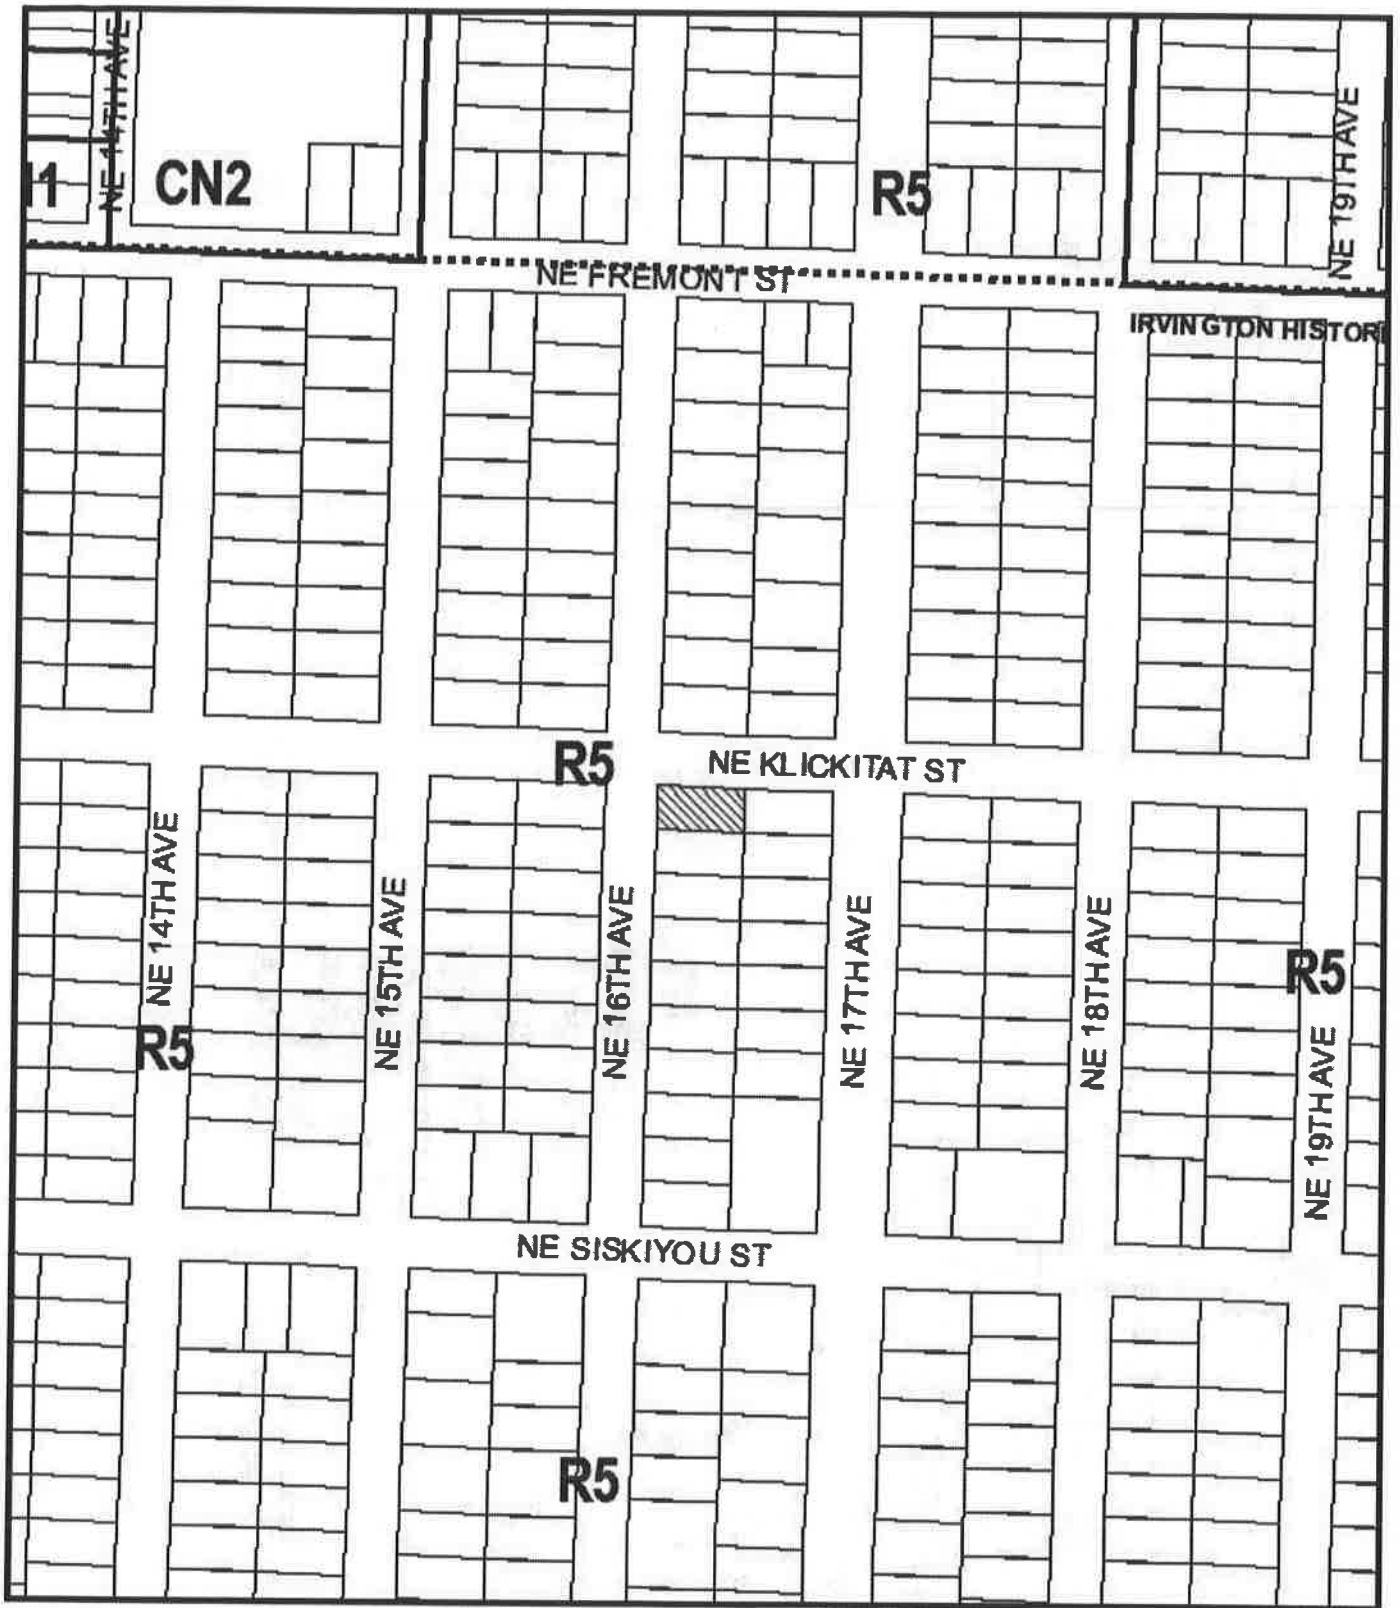 NE 14TH AVE
CN2
R5
NE 19TH AVE
NE FREMONT ST
R5
NE KLICKITAT ST
NE 14TH AVE
NE 15TH AVE
NE 16TH AVE
NE 17TH AVE
NE 18TH AVE
R5
R5
NE 19TH AVE
NE SISKIYOU ST
R5
IRVINGTON